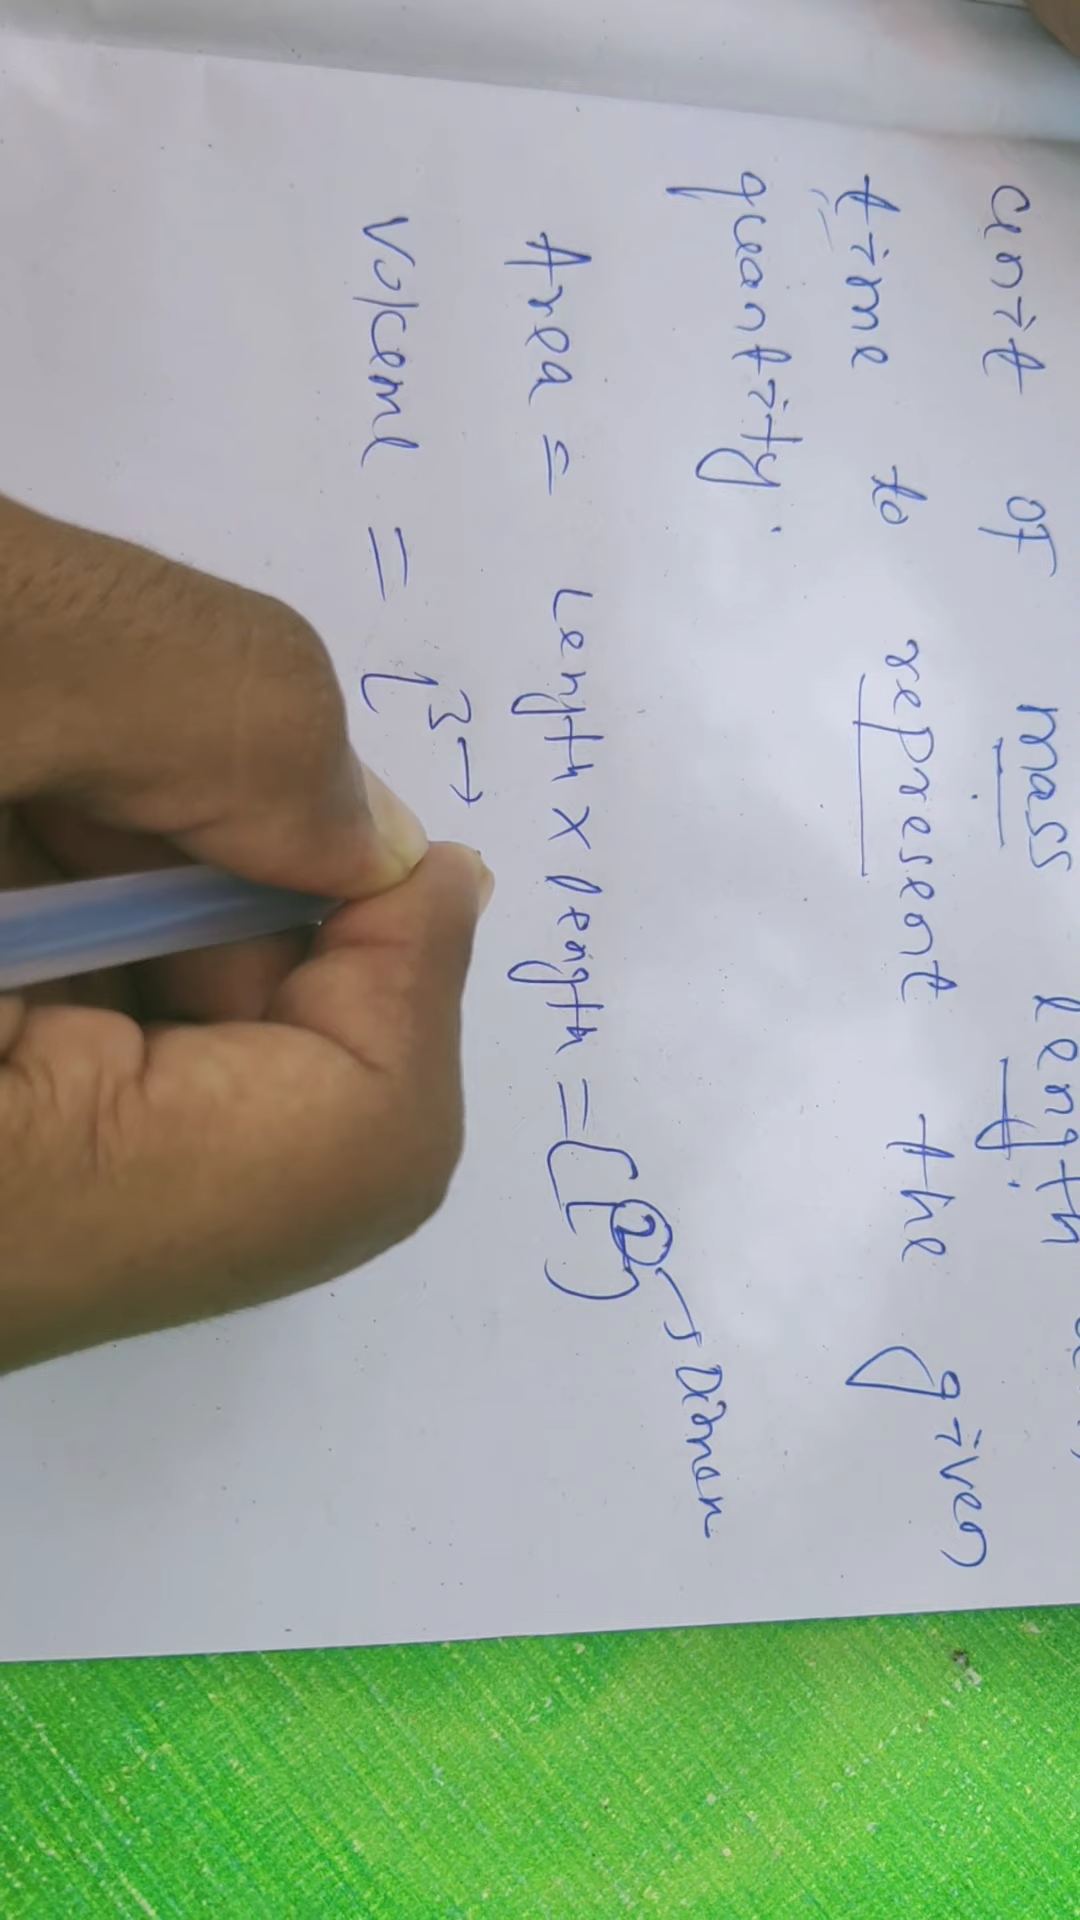 unit of mass length
time to represent the given
quantity.
Area = Length x length = [l²]
→ Dimen
Volume = l³ →